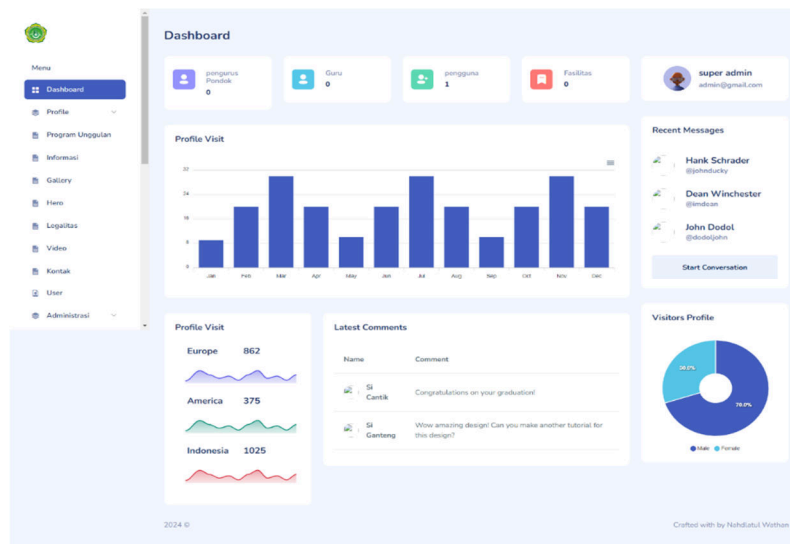 Dashboard
Menu
Dashboard
Profile
Program Unggulan
Informasi
Gallery
Hero
Legalitas
Video
Kontak
User
Administrasi
pengurus
Pondok
0
Guru
0
pengguna
1
Fasilitas
0
super admin
admin@gmail.com
Profile Visit
32
24
16
8
0
Jan Feb Mar Apr May Jun Jul Aug Sep Oct Nov Dec
Recent Messages
Hank Schrader
@johnducky
Dean Winchester
@imdean
John Dodol
@dodoljohn
Start Conversation
Profile Visit
Europe 862
America 375
Indonesia 1025
Latest Comments
Name Comment
Si
Cantik
Congratulations on your graduation!
Si
Ganteng
Wow amazing design! Can you make another tutorial for
this design?
Visitors Profile
30.0%
70.0%
Male Female
2024 ©
Crafted with by Nahdlatul Wathan